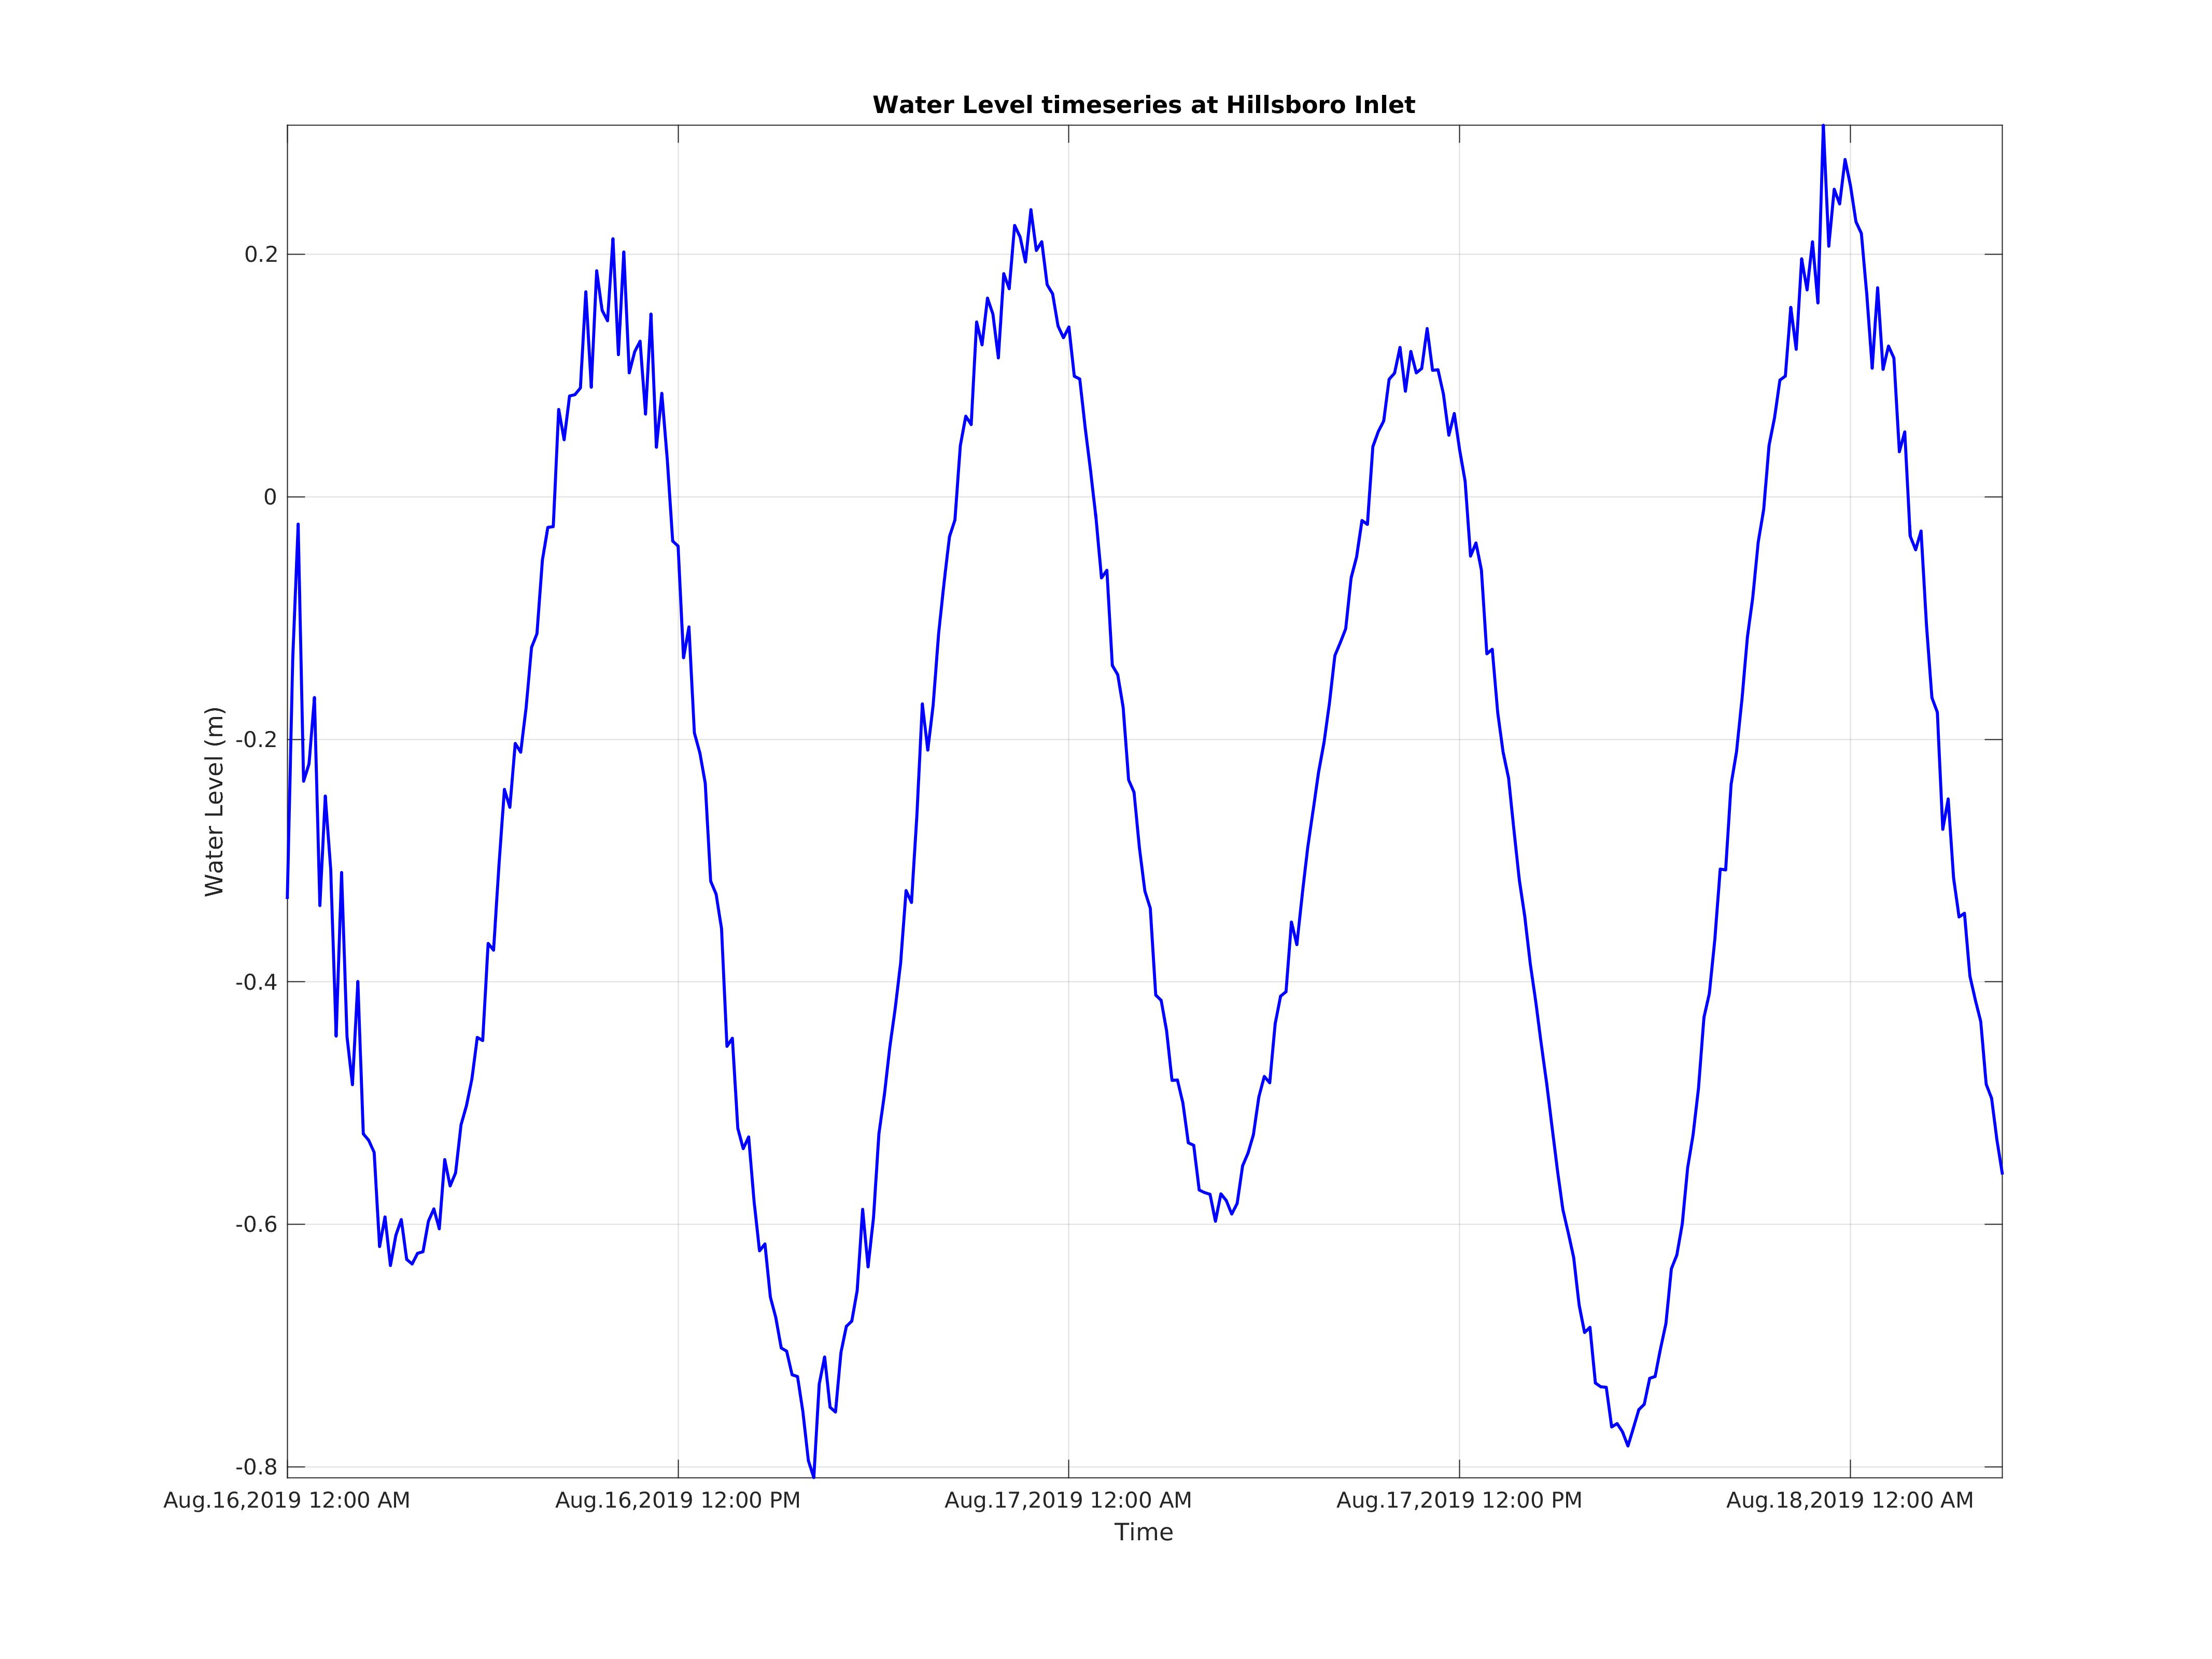 Water Level timeseries at Hillsboro Inlet
0.2
0
-0.2
-0.4
-0.6
-0.8
Water Level (m)
Aug.16,2019 12:00 AM
Aug.16,2019 12:00 PM
Aug.17,2019 12:00 AM
Aug.17,2019 12:00 PM
Aug.18,2019 12:00 AM
Time